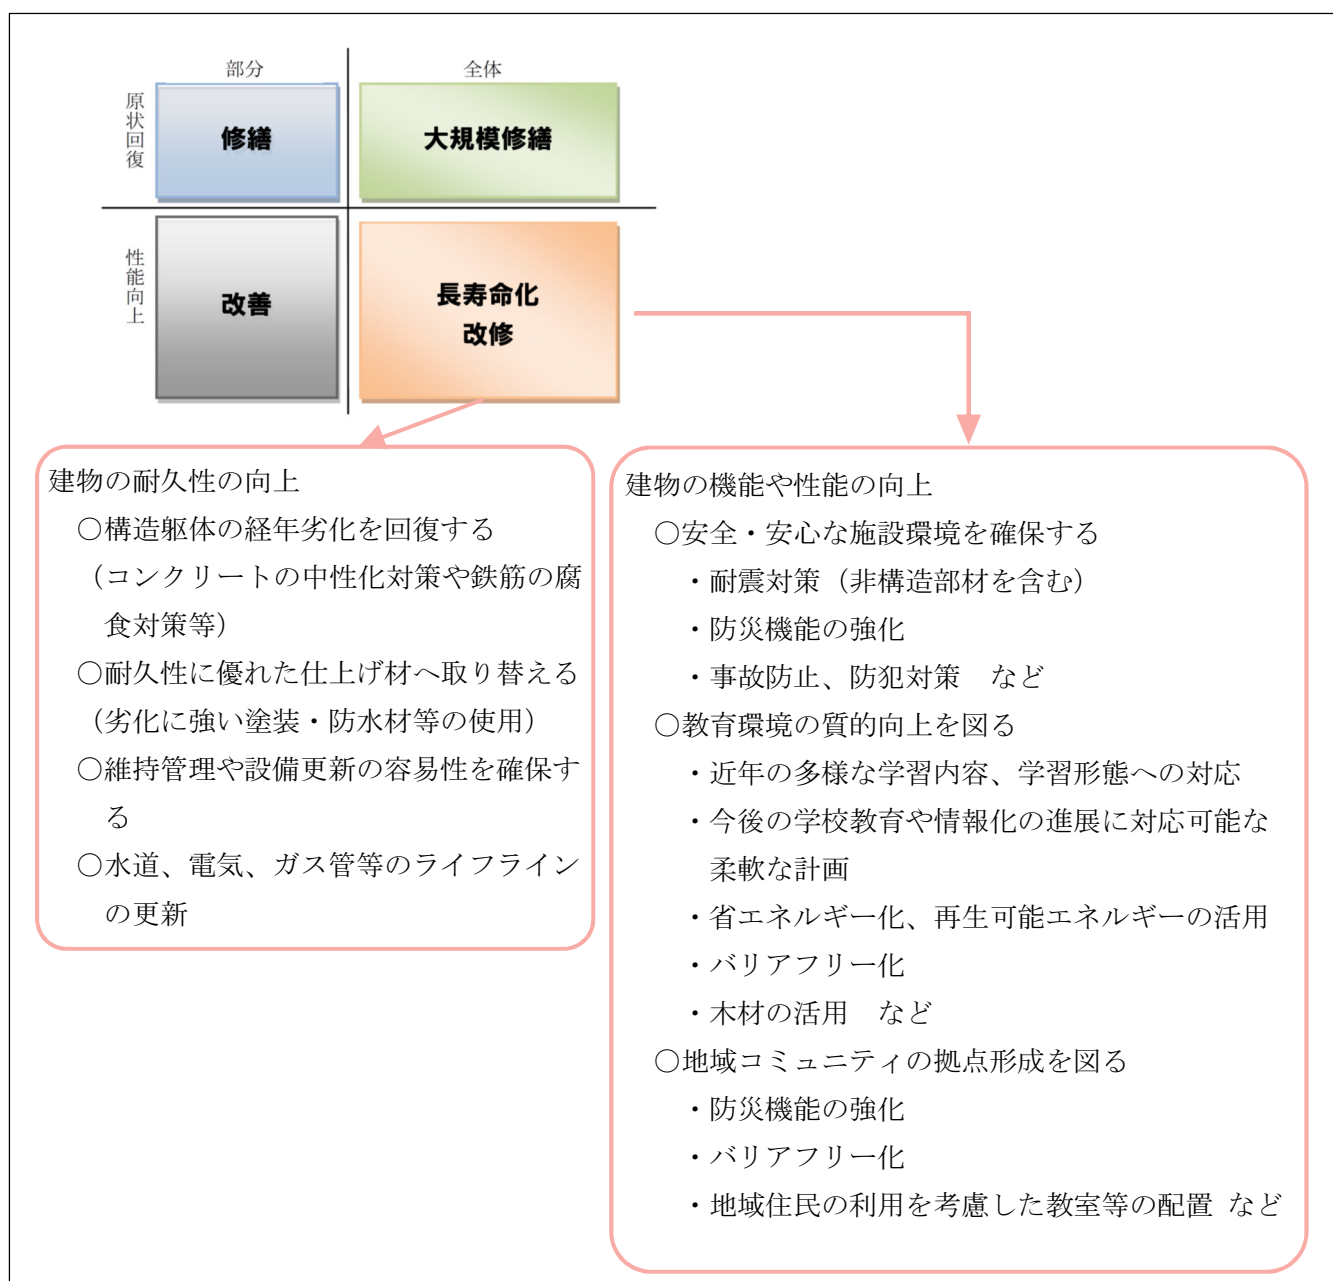 部分
全体
原状回復
修繕
大規模修繕
性能向上
改善
長寿命化
改修
建物の耐久性の向上
○構造躯体の経年劣化を回復する
（コンクリートの中性化対策や鉄筋の腐
食対策等）
○耐久性に優れた仕上げ材へ取り替える
（劣化に強い塗装・防水材等の使用）
○維持管理や設備更新の容易性を確保す
る
○水道、電気、ガス管等のライフライン
の更新
建物の機能や性能の向上
○安全・安心な施設環境を確保する
・耐震対策（非構造部材を含む）
・防災機能の強化
・事故防止、防犯対策　など
○教育環境の質的向上を図る
・近年の多様な学習内容、学習形態への対応
・今後の学校教育や情報化の進展に対応可能な
柔軟な計画
・省エネルギー化、再生可能エネルギーの活用
・バリアフリー化
・木材の活用　など
○地域コミュニティの拠点形成を図る
・防災機能の強化
・バリアフリー化
・地域住民の利用を考慮した教室等の配置 など